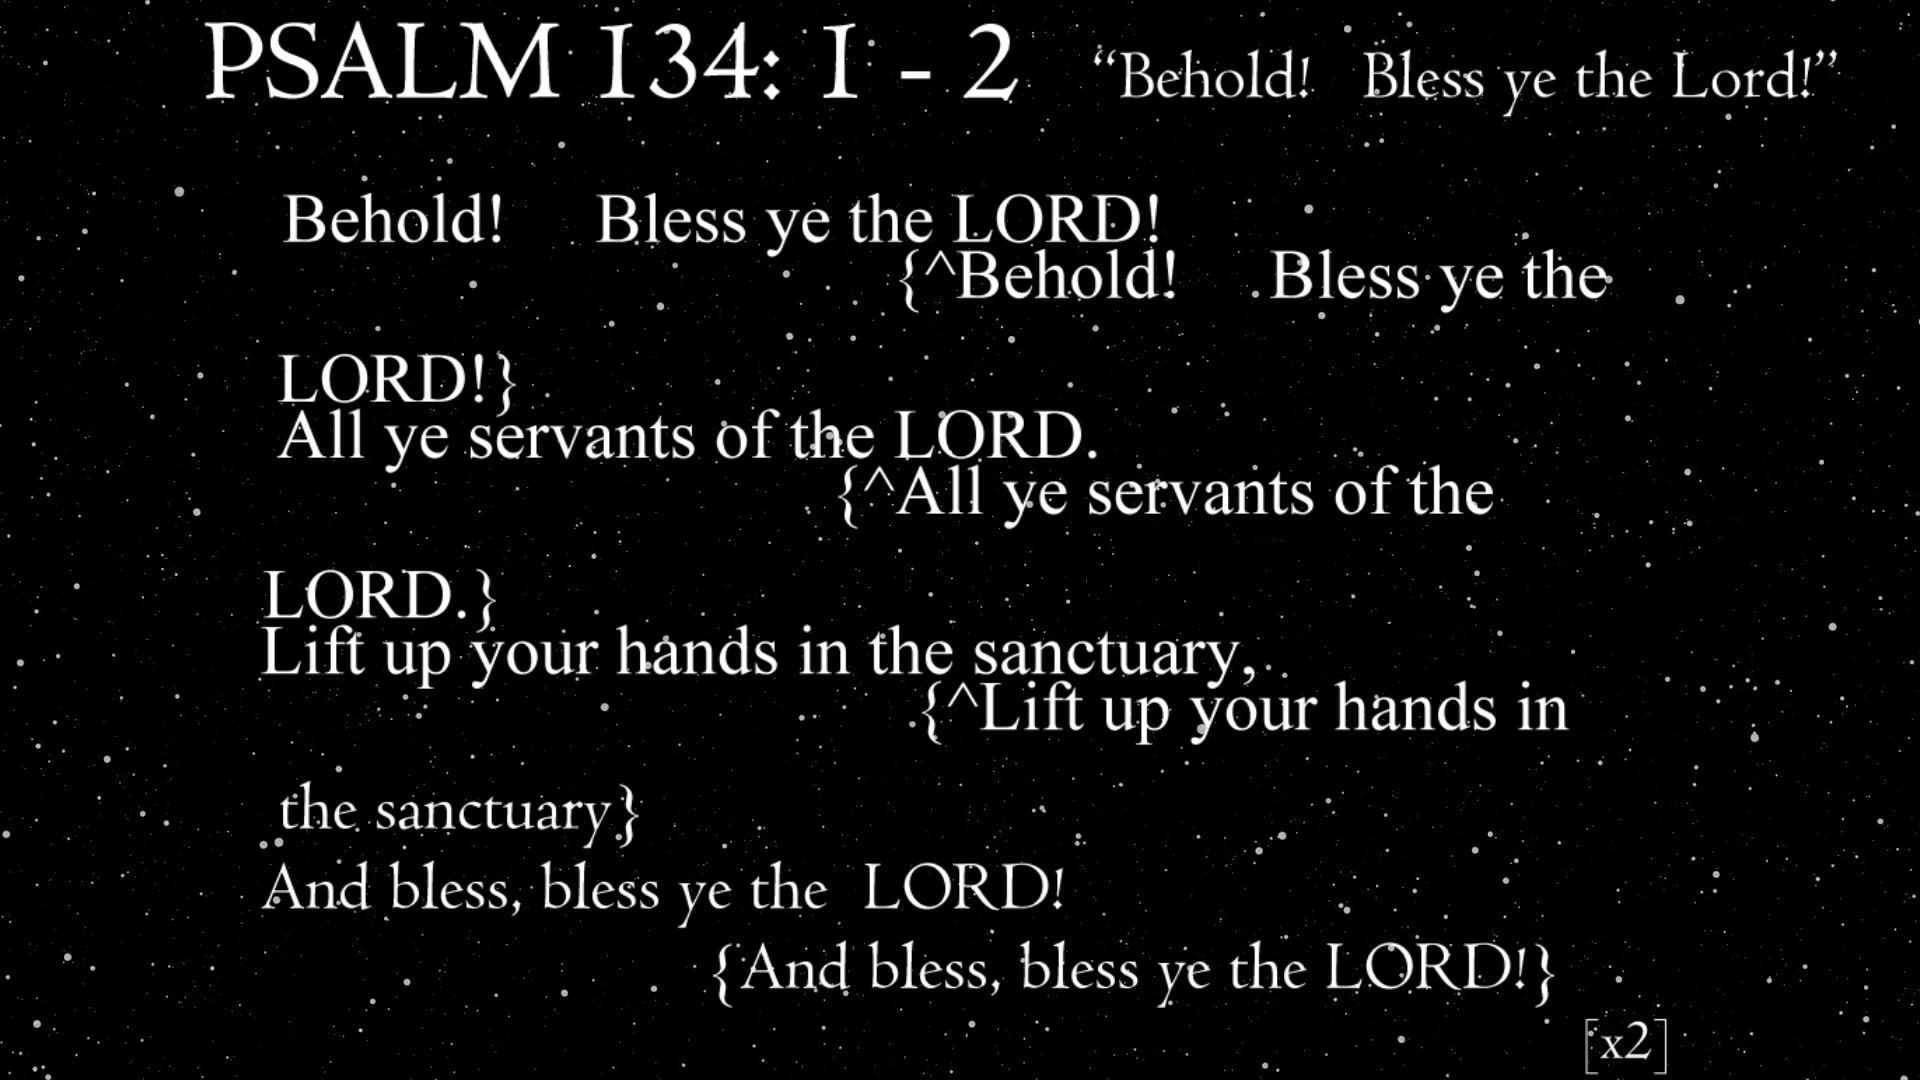 PSALM 134: 1 - 2 “Behold! Bless ye the Lord!”
Behold! Bless ye the LORD!
{^Behold! Bless ye the
LORD!}
All ye servants of the LORD.
{^All ye servants of the
LORD.}
Lift up your hands in the sanctuary,
{^Lift up your hands in
the sanctuary}
And bless, bless ye the LORD!
{And bless, bless ye the LORD!}
[x2]